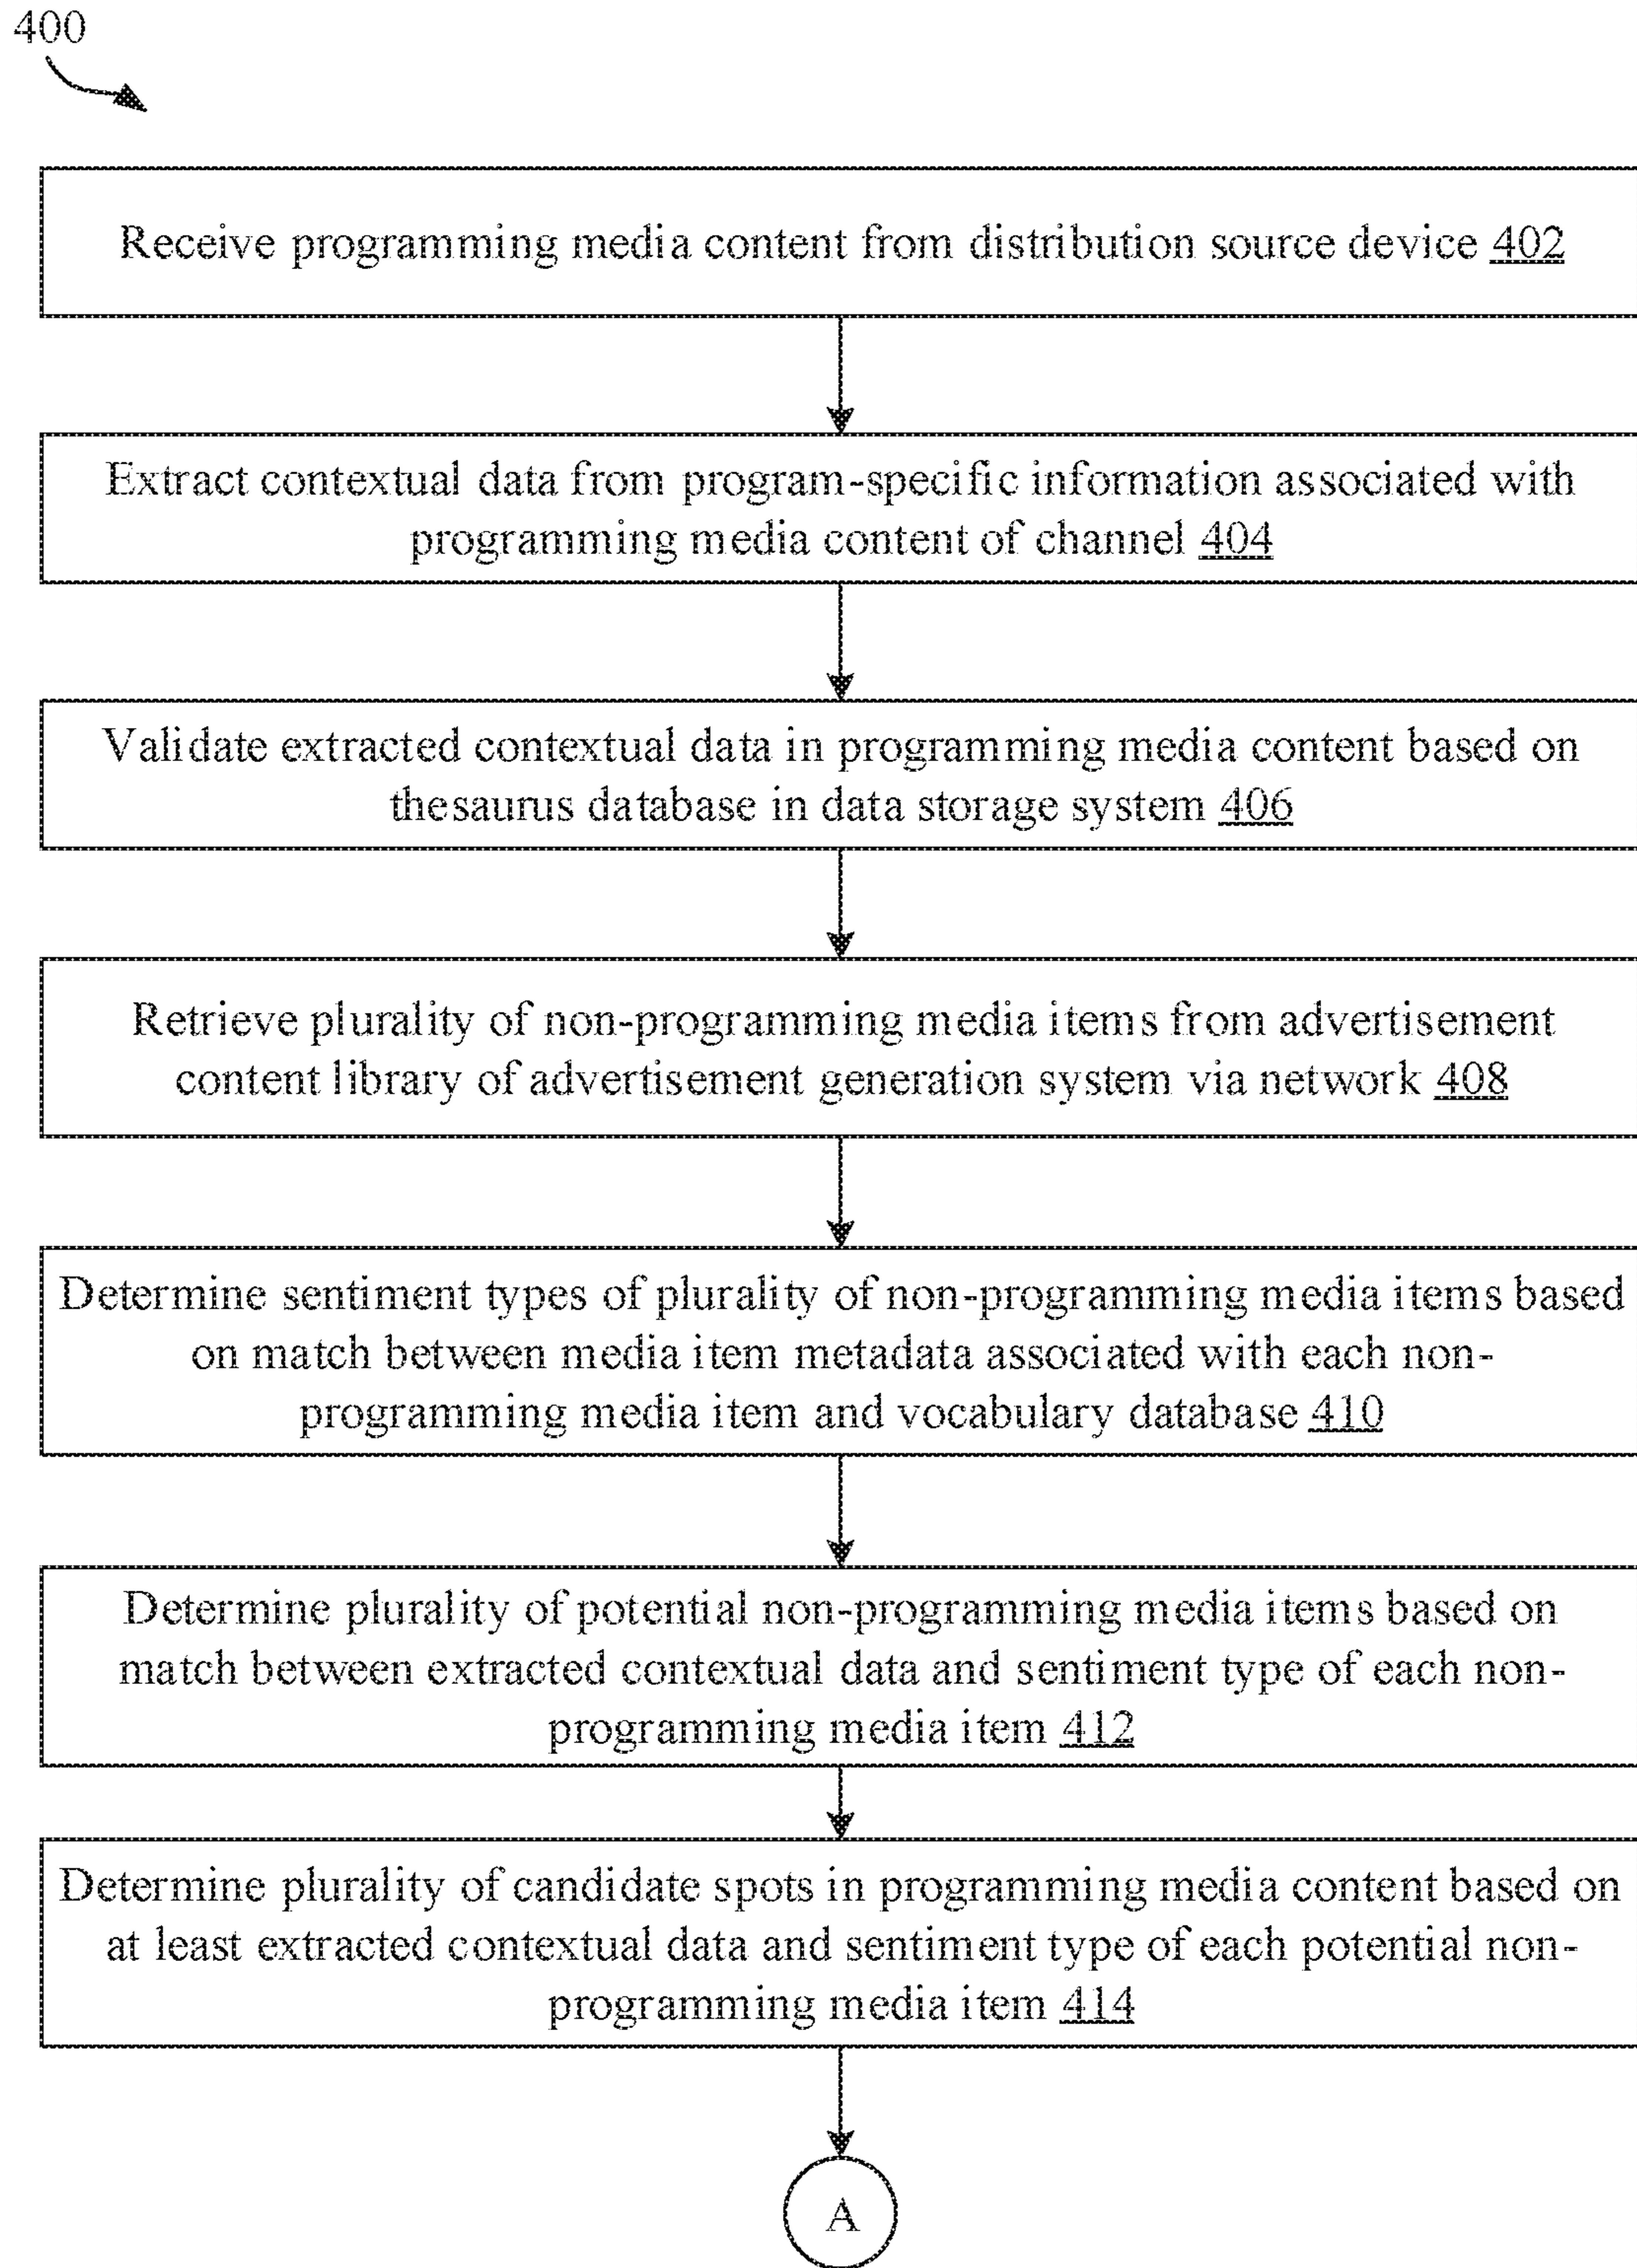 400
Receive programming media content from distribution source device 402
Extract contextual data from program-specific information associated with
programming media content of channel 404
Validate extracted contextual data in programming media content based on
thesaurus database in data storage system 406
Retrieve plurality of non-programming media items from advertisement
content library of advertisement generation system via network 408
Determine sentiment types of plurality of non-programming media items based
on match between media item metadata associated with each non-
programming media item and vocabulary database 410
Determine plurality of potential non-programming media items based on
match between extracted contextual data and sentiment type of each non-
programming media item 412
Determine plurality of candidate spots in programming media content based on
at least extracted contextual data and sentiment type of each potential non-
programming media item 414
A